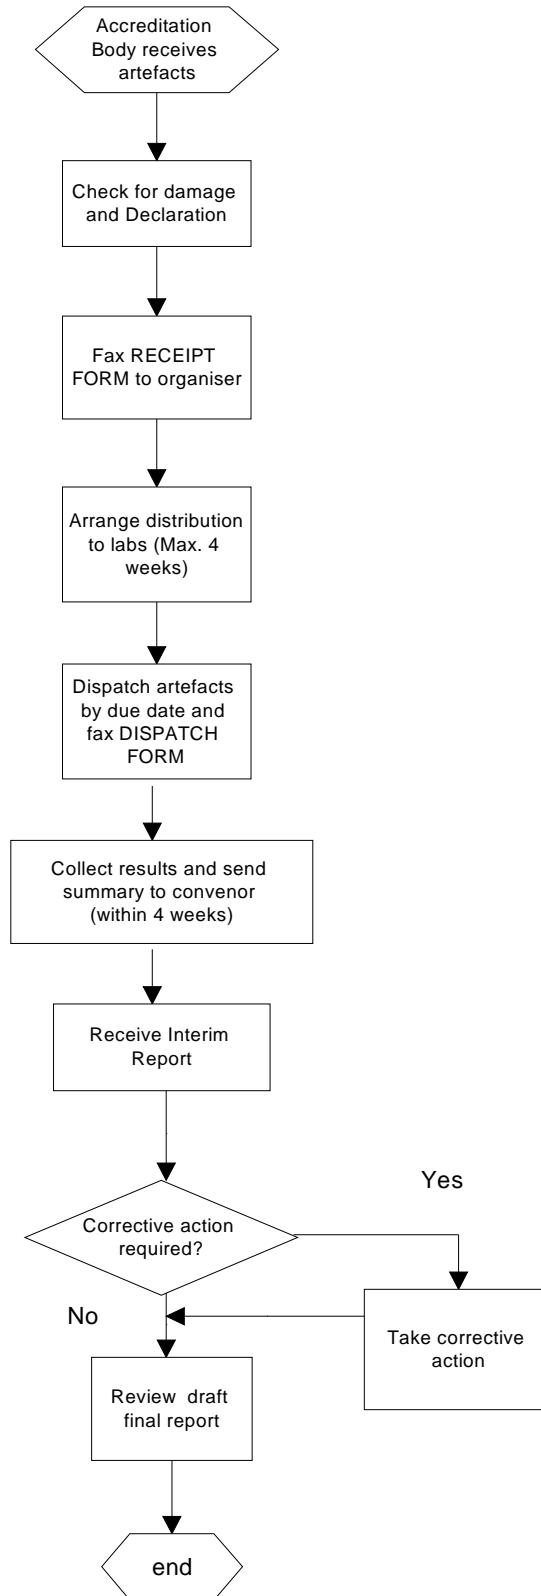 Accreditation
Body receives
artefacts
Check for damage
and Declaration
Fax RECEIPT
FORM to organiser
Arrange distribution
to labs (Max. 4
weeks)
Dispatch artefacts
by due date and
fax DISPATCH
FORM
Collect results and send
summary to convenor
(within 4 weeks)
Receive Interim
Report
Yes
Corrective action
required?
No
Take corrective
action
Review draft
final report
end